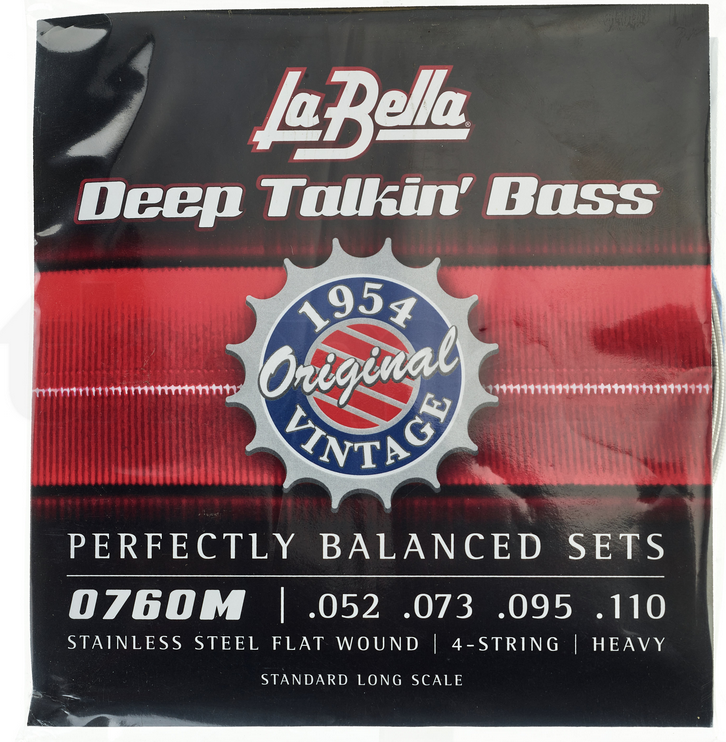 La Bella
Deep Talkin' Bass
1954
Original
VINTAGE
PERFECTLY BALANCED SETS
0760M | .052 .073 .095 .110
STAINLESS STEEL FLAT WOUND | 4-STRING | HEAVY
STANDARD LONG SCALE